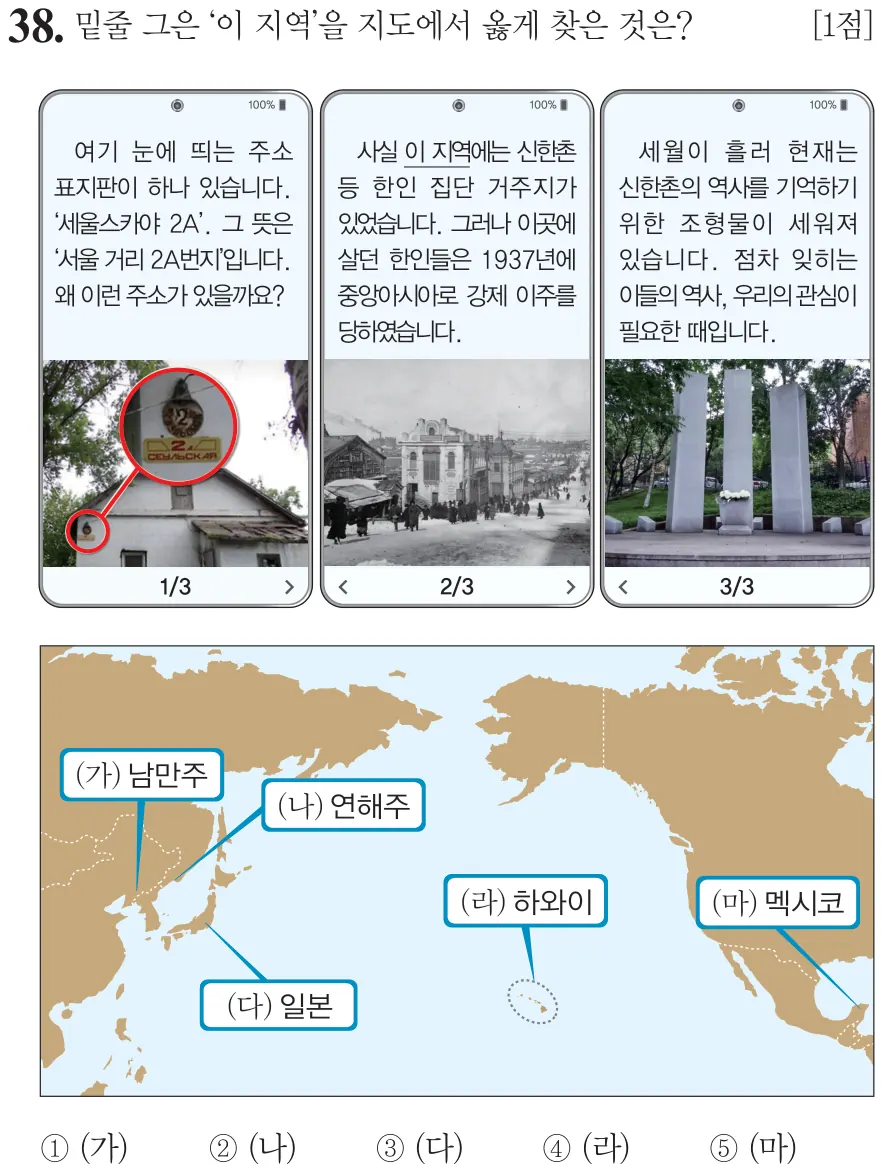 38. 밑줄 그은 ‘이 지역’을 지도에서 옳게 찾은 것은? [1점]
100%
여기 눈에 띄는 주소
표지판이 하나 있습니다.
‘세울스카야 2A’. 그 뜻은
‘서울 거리 2A번지’입니다.
왜 이런 주소가 있을까요?
2
2A
СЕУЛЬСКАЯ
1/3 >
100%
사실 이 지역에는 신한촌
등 한인 집단 거주지가
있었습니다. 그러나 이곳에
살던 한인들은 1937년에
중앙아시아로 강제 이주를
당하였습니다.
< 2/3 >
100%
세월이 흘러 현재는
신한촌의 역사를 기억하기
위한 조형물이 세워져
있습니다. 점차 잊히는
이들의 역사, 우리의 관심이
필요한 때입니다.
< 3/3
(가) 남만주
(나) 연해주
(라) 하와이
(마) 멕시코
(다) 일본
① (가) ② (나) ③ (다) ④ (라) ⑤ (마)